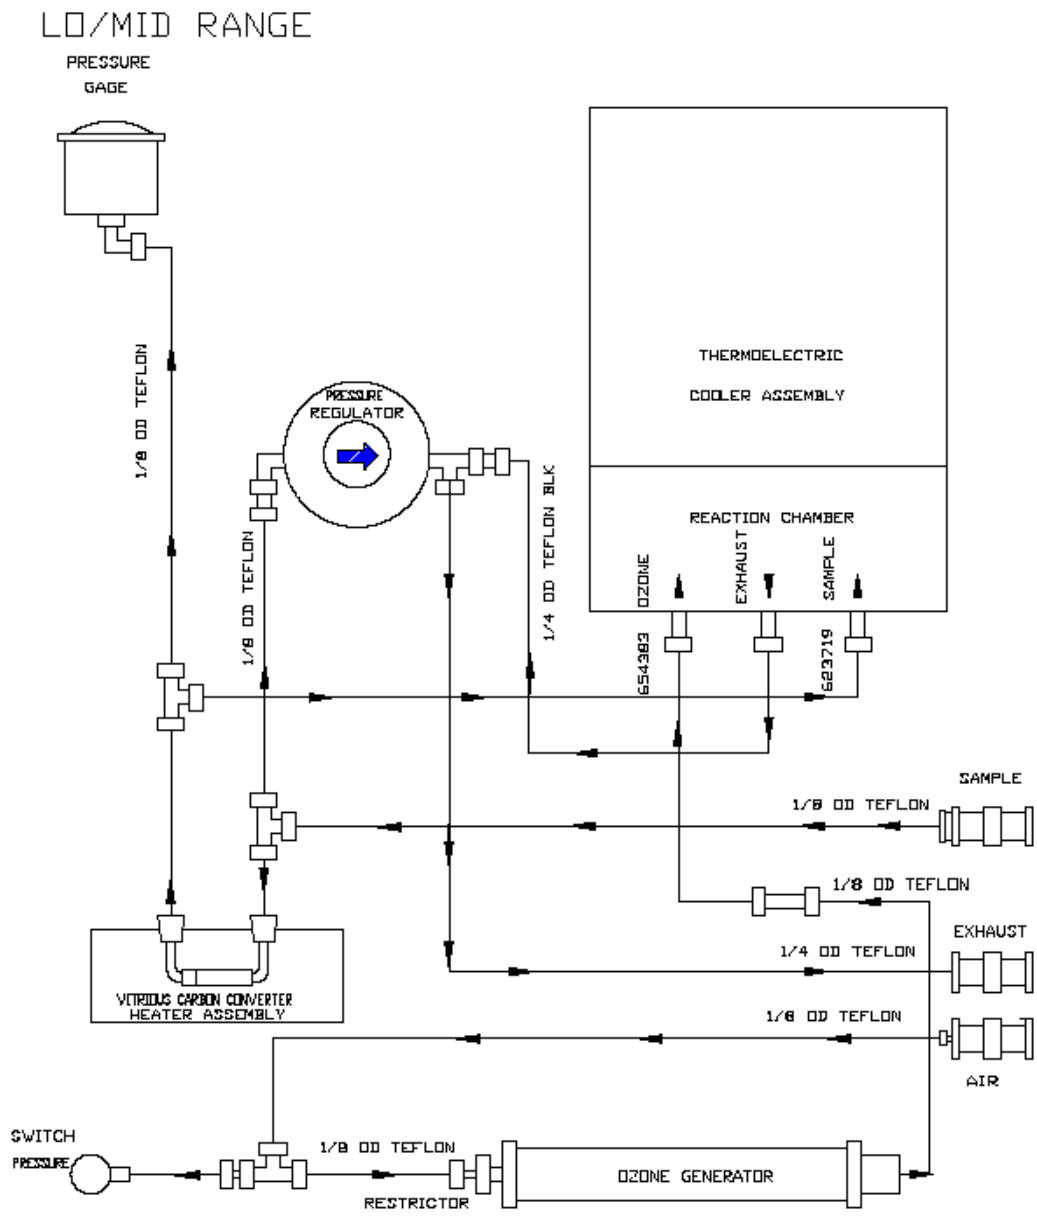 LO/MID RANGE
PRESSURE
GAGE
1/8 OD TEFLON
PRESSURE
REGULATOR
1/8 OD TEFLON
1/4 OD TEFLON BLK
THERMOELECTRIC
COOLER ASSEMBLY
REACTION CHAMBER
OZONE
EXHAUST
SAMPLE
654383
623719
SAMPLE
1/8 OD TEFLON
1/8 OD TEFLON
EXHAUST
1/4 OD TEFLON
VITRIOUS CARBON CONVERTER
HEATER ASSEMBLY
1/8 OD TEFLON
AIR
SWITCH
PRESSURE
1/8 OD TEFLON
RESTRICTOR
OZONE GENERATOR